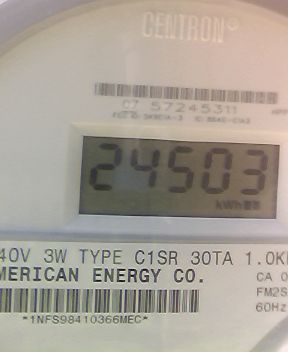 CENTRON®
07 57245311
24503
kWh
40V 3W TYPE C1SR 30TA 1.0K
MERICAN ENERGY CO.
CA 0
FM2S
60Hz
*1NFS98410366MEC*